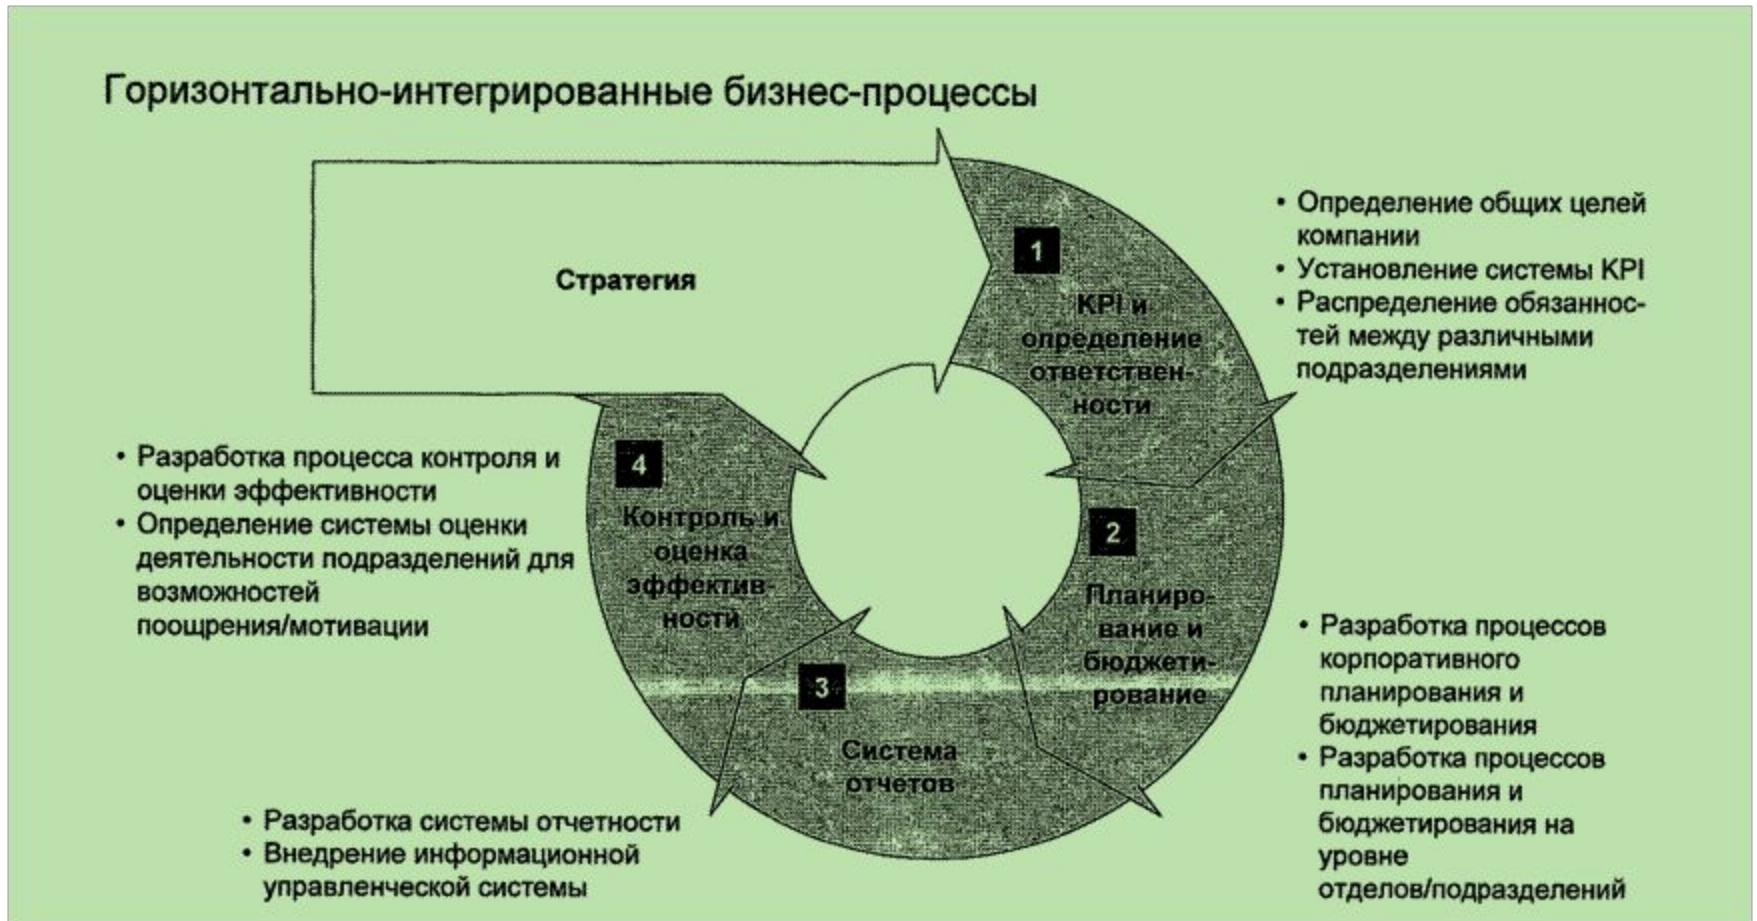 Горизонтально-интегрированные бизнес-процессы
Стратегия
1
KPI и
определение
ответствен-
ности
• Определение общих целей
компании
• Установление системы KPI
• Распределение обязаннос-
тей между различными
подразделениями
2
Планиро-
вание и
бюджети-
рование
• Разработка процессов
корпоративного
планирования и
бюджетирования
• Разработка процессов
планирования и
бюджетирования на
уровне
отделов/подразделений
3
Система
отчетов
• Разработка системы отчетности
• Внедрение информационной
управленческой системы
4
Контроль и
оценка
эффектив-
ности
• Разработка процесса контроля и
оценки эффективности
• Определение системы оценки
деятельности подразделений для
возможностей
поощрения/мотивации